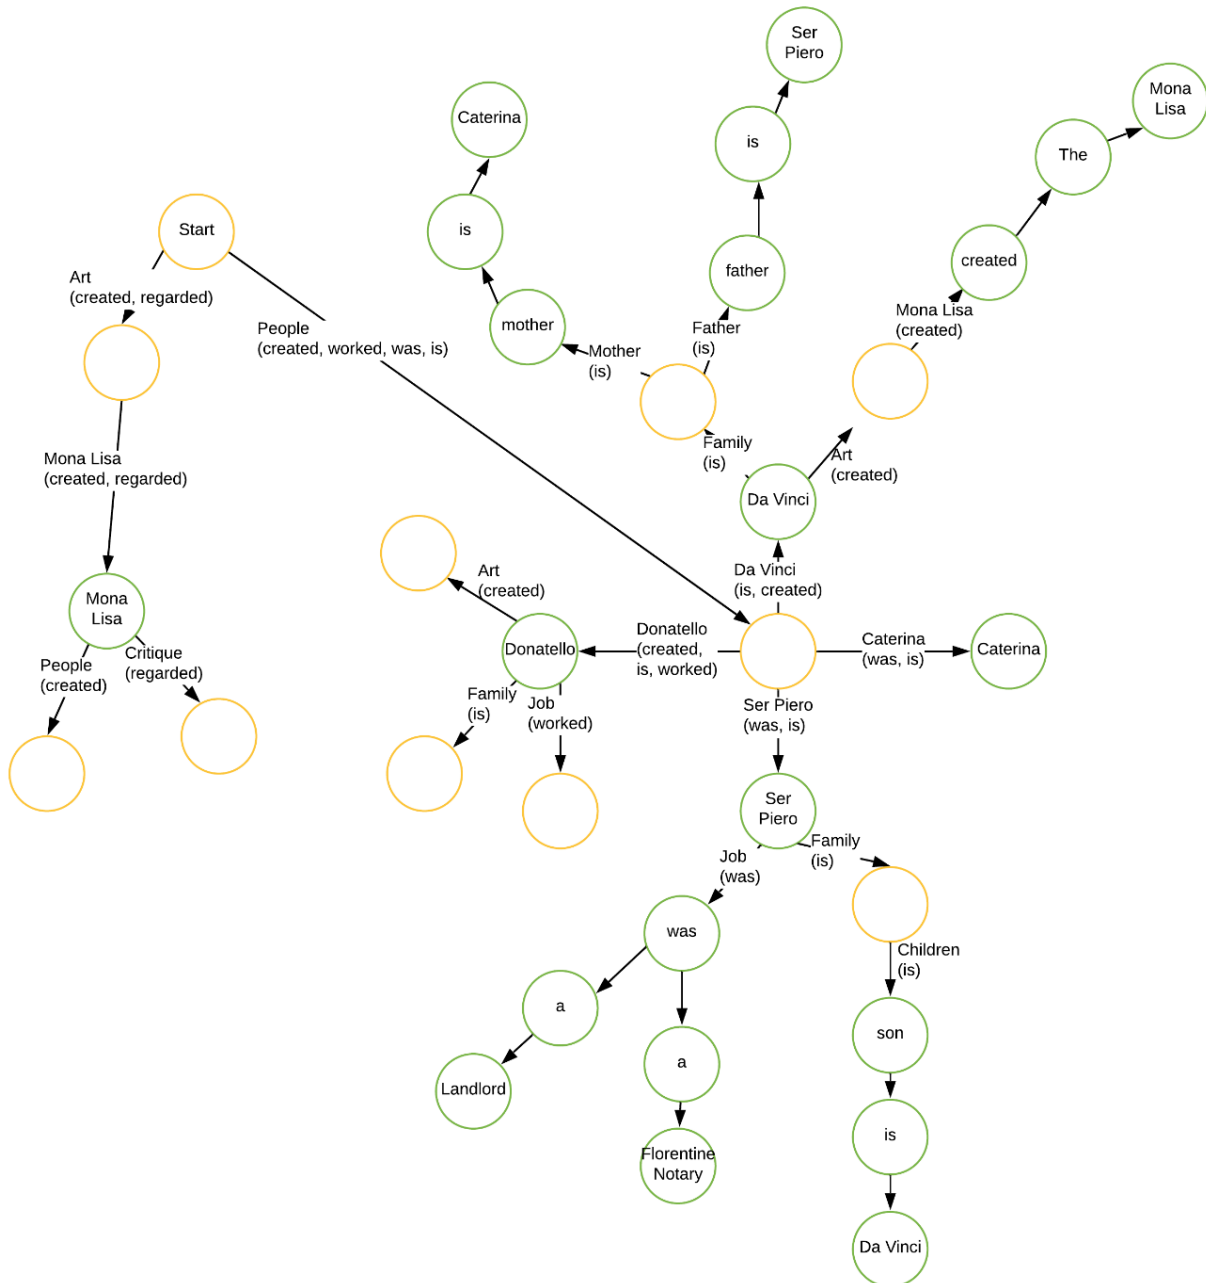 Ser
Piero
Mona
Lisa
Caterina
is
The
Start
is
created
father
Art
(created, regarded)
mother
Mona Lisa
(created)
People
(created, worked, was, is)
Father
(is)
Mother
(is)
Family
(is)
Art
(created)
Mona Lisa
(created, regarded)
Da Vinci
Da Vinci
(is, created)
Art
(created)
Mona
Lisa
Donatello
Donatello
(created,
is, worked)
Caterina
(was, is)
Caterina
People
(created)
Critique
(regarded)
Family
(is)
Job
(worked)
Ser Piero
(was, is)
Ser
Piero
Job
(was)
Family
(is)
was
Children
(is)
a
son
a
Landlord
is
Florentine
Notary
Da Vinci